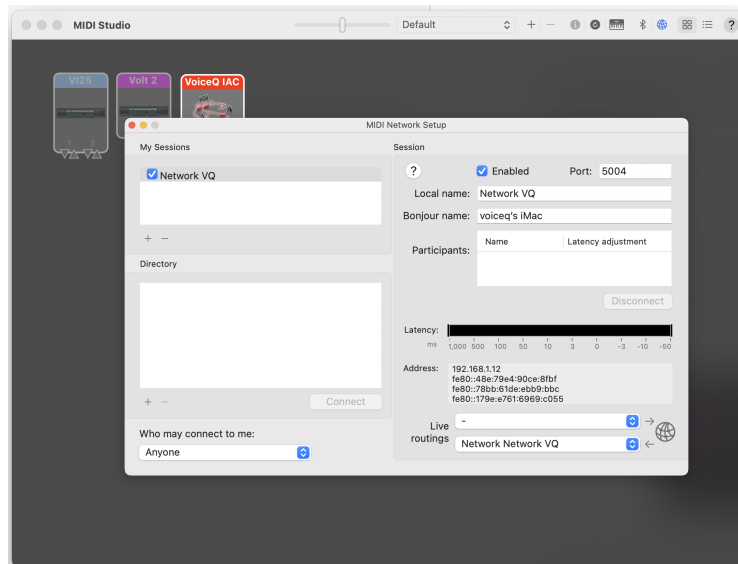 MIDI Studio
Default
VI25
Volt 2
VoiceQ IAC
1 2
MIDI Network Setup
My Sessions
Network VQ
Directory
Connect
Who may connect to me:
Anyone
Session
?
Enabled
Port: 5004
Local name: Network VQ
Bonjour name: voiceq's iMac
Participants:
Name
Latency adjustment
Disconnect
Latency:
ms 1,000 500 100 50 10 3 0 -3 -10 -50
Address: 192.168.1.12
fe80::48e:79e4:90ce:8fbf
fe80::78bb:61de:ebb9:bbc
fe80::179e:e761:6969:c055
Live routings
-
Network Network VQ